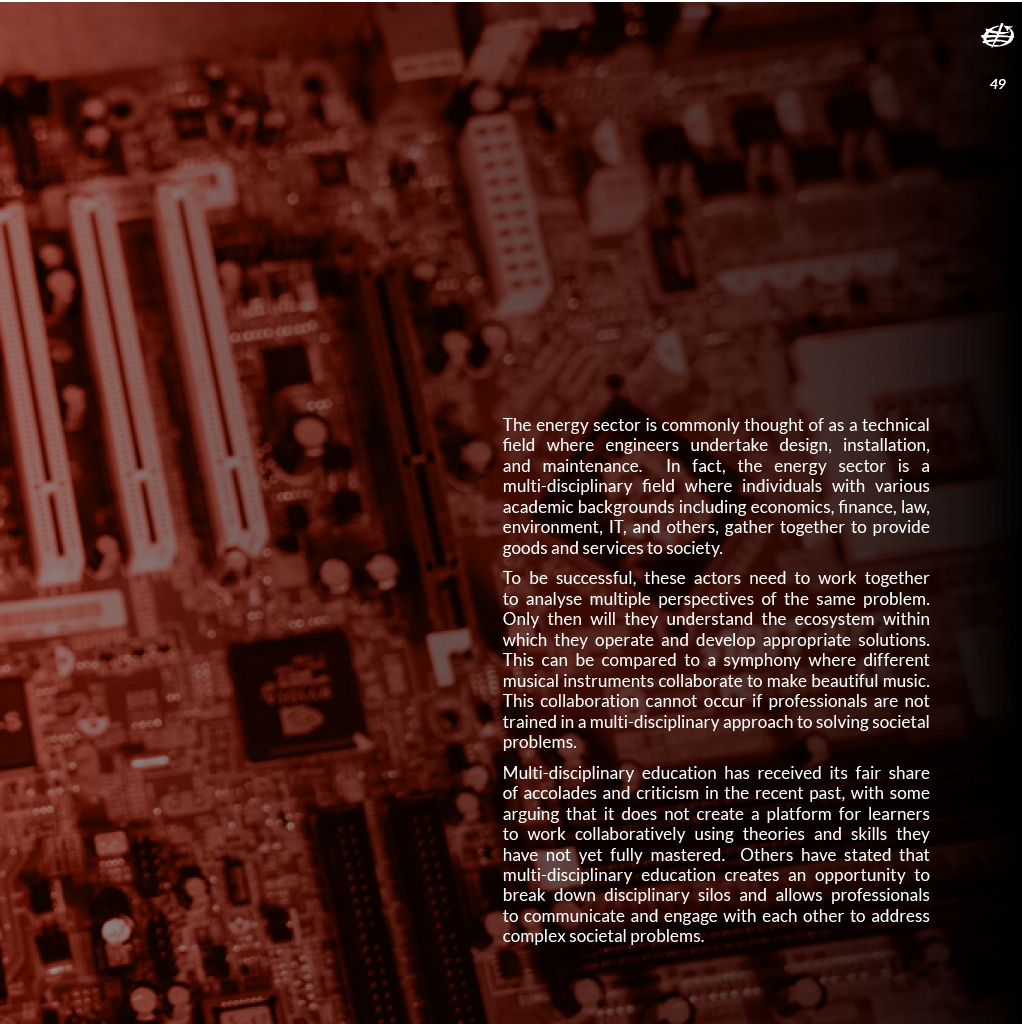 49
The energy sector is commonly thought of as a technical
field where engineers undertake design, installation,
and maintenance. In fact, the energy sector is a
multi-disciplinary field where individuals with various
academic backgrounds including economics, finance, law,
environment, IT, and others, gather together to provide
goods and services to society.
To be successful, these actors need to work together
to analyse multiple perspectives of the same problem.
Only then will they understand the ecosystem within
which they operate and develop appropriate solutions.
This can be compared to a symphony where different
musical instruments collaborate to make beautiful music.
This collaboration cannot occur if professionals are not
trained in a multi-disciplinary approach to solving societal
problems.
Multi-disciplinary education has received its fair share
of accolades and criticism in the recent past, with some
arguing that it does not create a platform for learners
to work collaboratively using theories and skills they
have not yet fully mastered. Others have stated that
multi-disciplinary education creates an opportunity to
break down disciplinary silos and allows professionals
to communicate and engage with each other to address
complex societal problems.